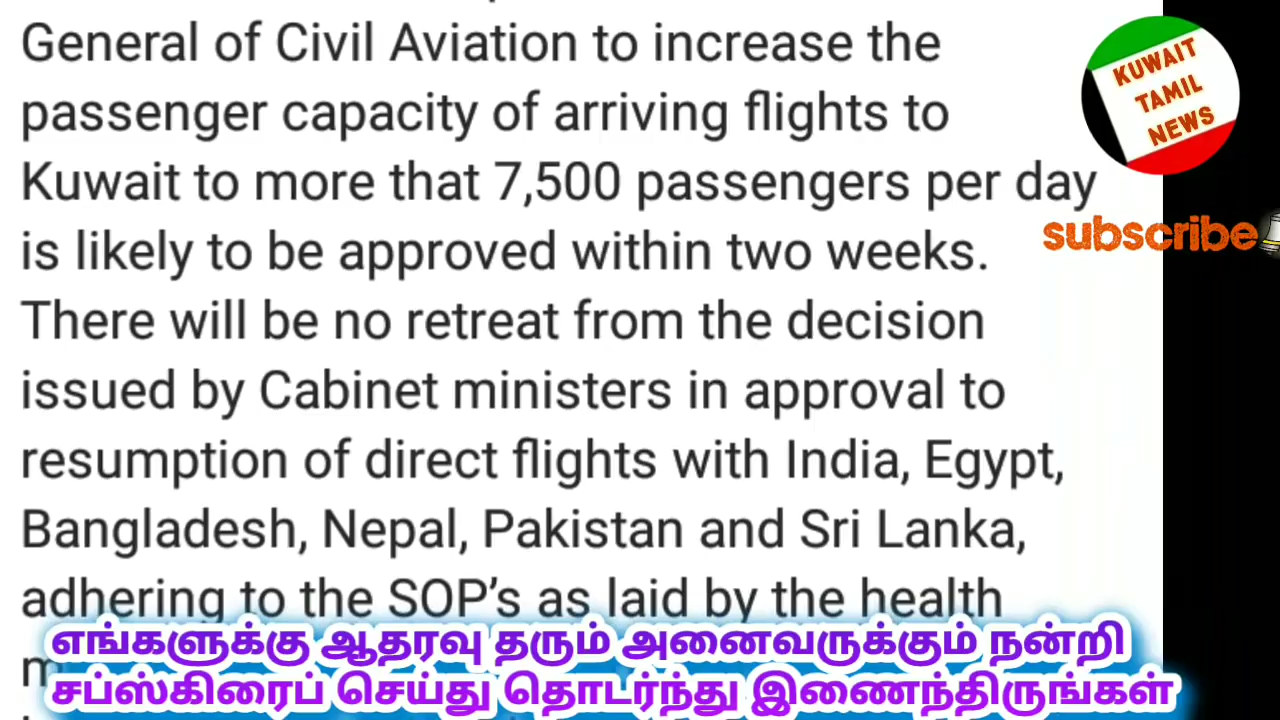 General of Civil Aviation to increase the
passenger capacity of arriving flights to
Kuwait to more that 7,500 passengers per day
is likely to be approved within two weeks.
There will be no retreat from the decision
issued by Cabinet ministers in approval to
resumption of direct flights with India, Egypt,
Bangladesh, Nepal, Pakistan and Sri Lanka,
adhering to the SOP’s as laid by the health
KUWAIT
TAMIL
NEWS
subscribe
எங்களுக்கு ஆதரவு தரும் அனைவருக்கும் நன்றி
சப்ஸ்கிரைப் செய்து தொடர்ந்து இணைந்திருங்கள்